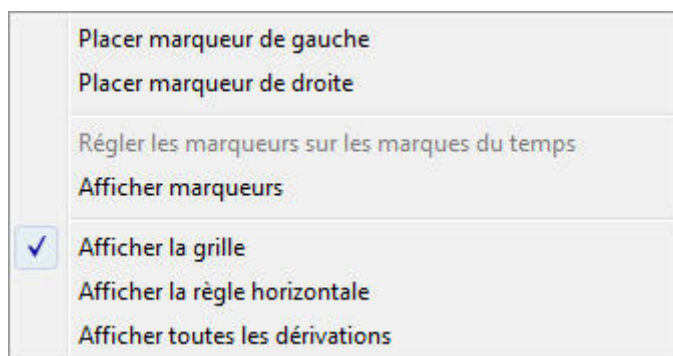 Placer marqueur de gauche
Placer marqueur de droite
Régler les marqueurs sur les marques du temps
Afficher marqueurs
Afficher la grille
Afficher la règle horizontale
Afficher toutes les dérivations